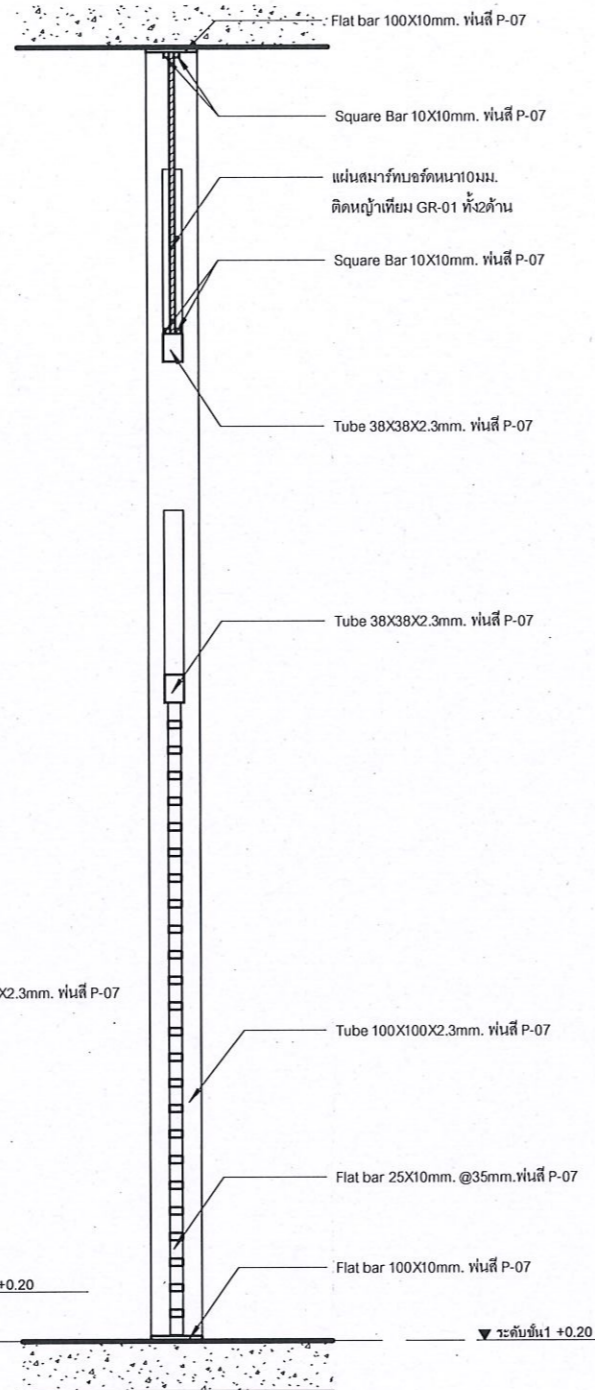 Flat bar 100X10mm. พ่นสี P-07
Square Bar 10X10mm. พ่นสี P-07
แผ่นสมาร์ทบอร์ดหนา10มม.
ติดหญ้าเทียม GR-01 ทั้ง2ด้าน
Square Bar 10X10mm. พ่นสี P-07
Tube 38X38X2.3mm. พ่นสี P-07
Tube 38X38X2.3mm. พ่นสี P-07
X2.3mm. พ่นสี P-07
Tube 100X100X2.3mm. พ่นสี P-07
Flat bar 25X10mm. @35mm.พ่นสี P-07
Flat bar 100X10mm. พ่นสี P-07
+0.20
ระดับชั้น1 +0.20